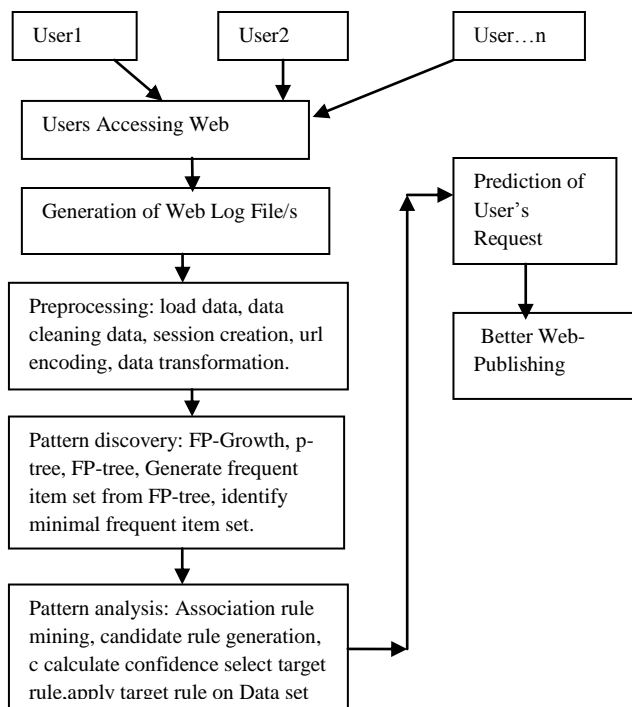 User1
User2
User…n
Users Accessing Web
Generation of Web Log File/s
Preprocessing: load data, data
cleaning data, session creation, url
encoding, data transformation.
Pattern discovery: FP-Growth, p-
tree, FP-tree, Generate frequent
item set from FP-tree, identify
minimal frequent item set.
Pattern analysis: Association rule
mining, candidate rule generation,
c calculate confidence select target
rule,apply target rule on Data set
Prediction of
User’s
Request
Better Web-
Publishing